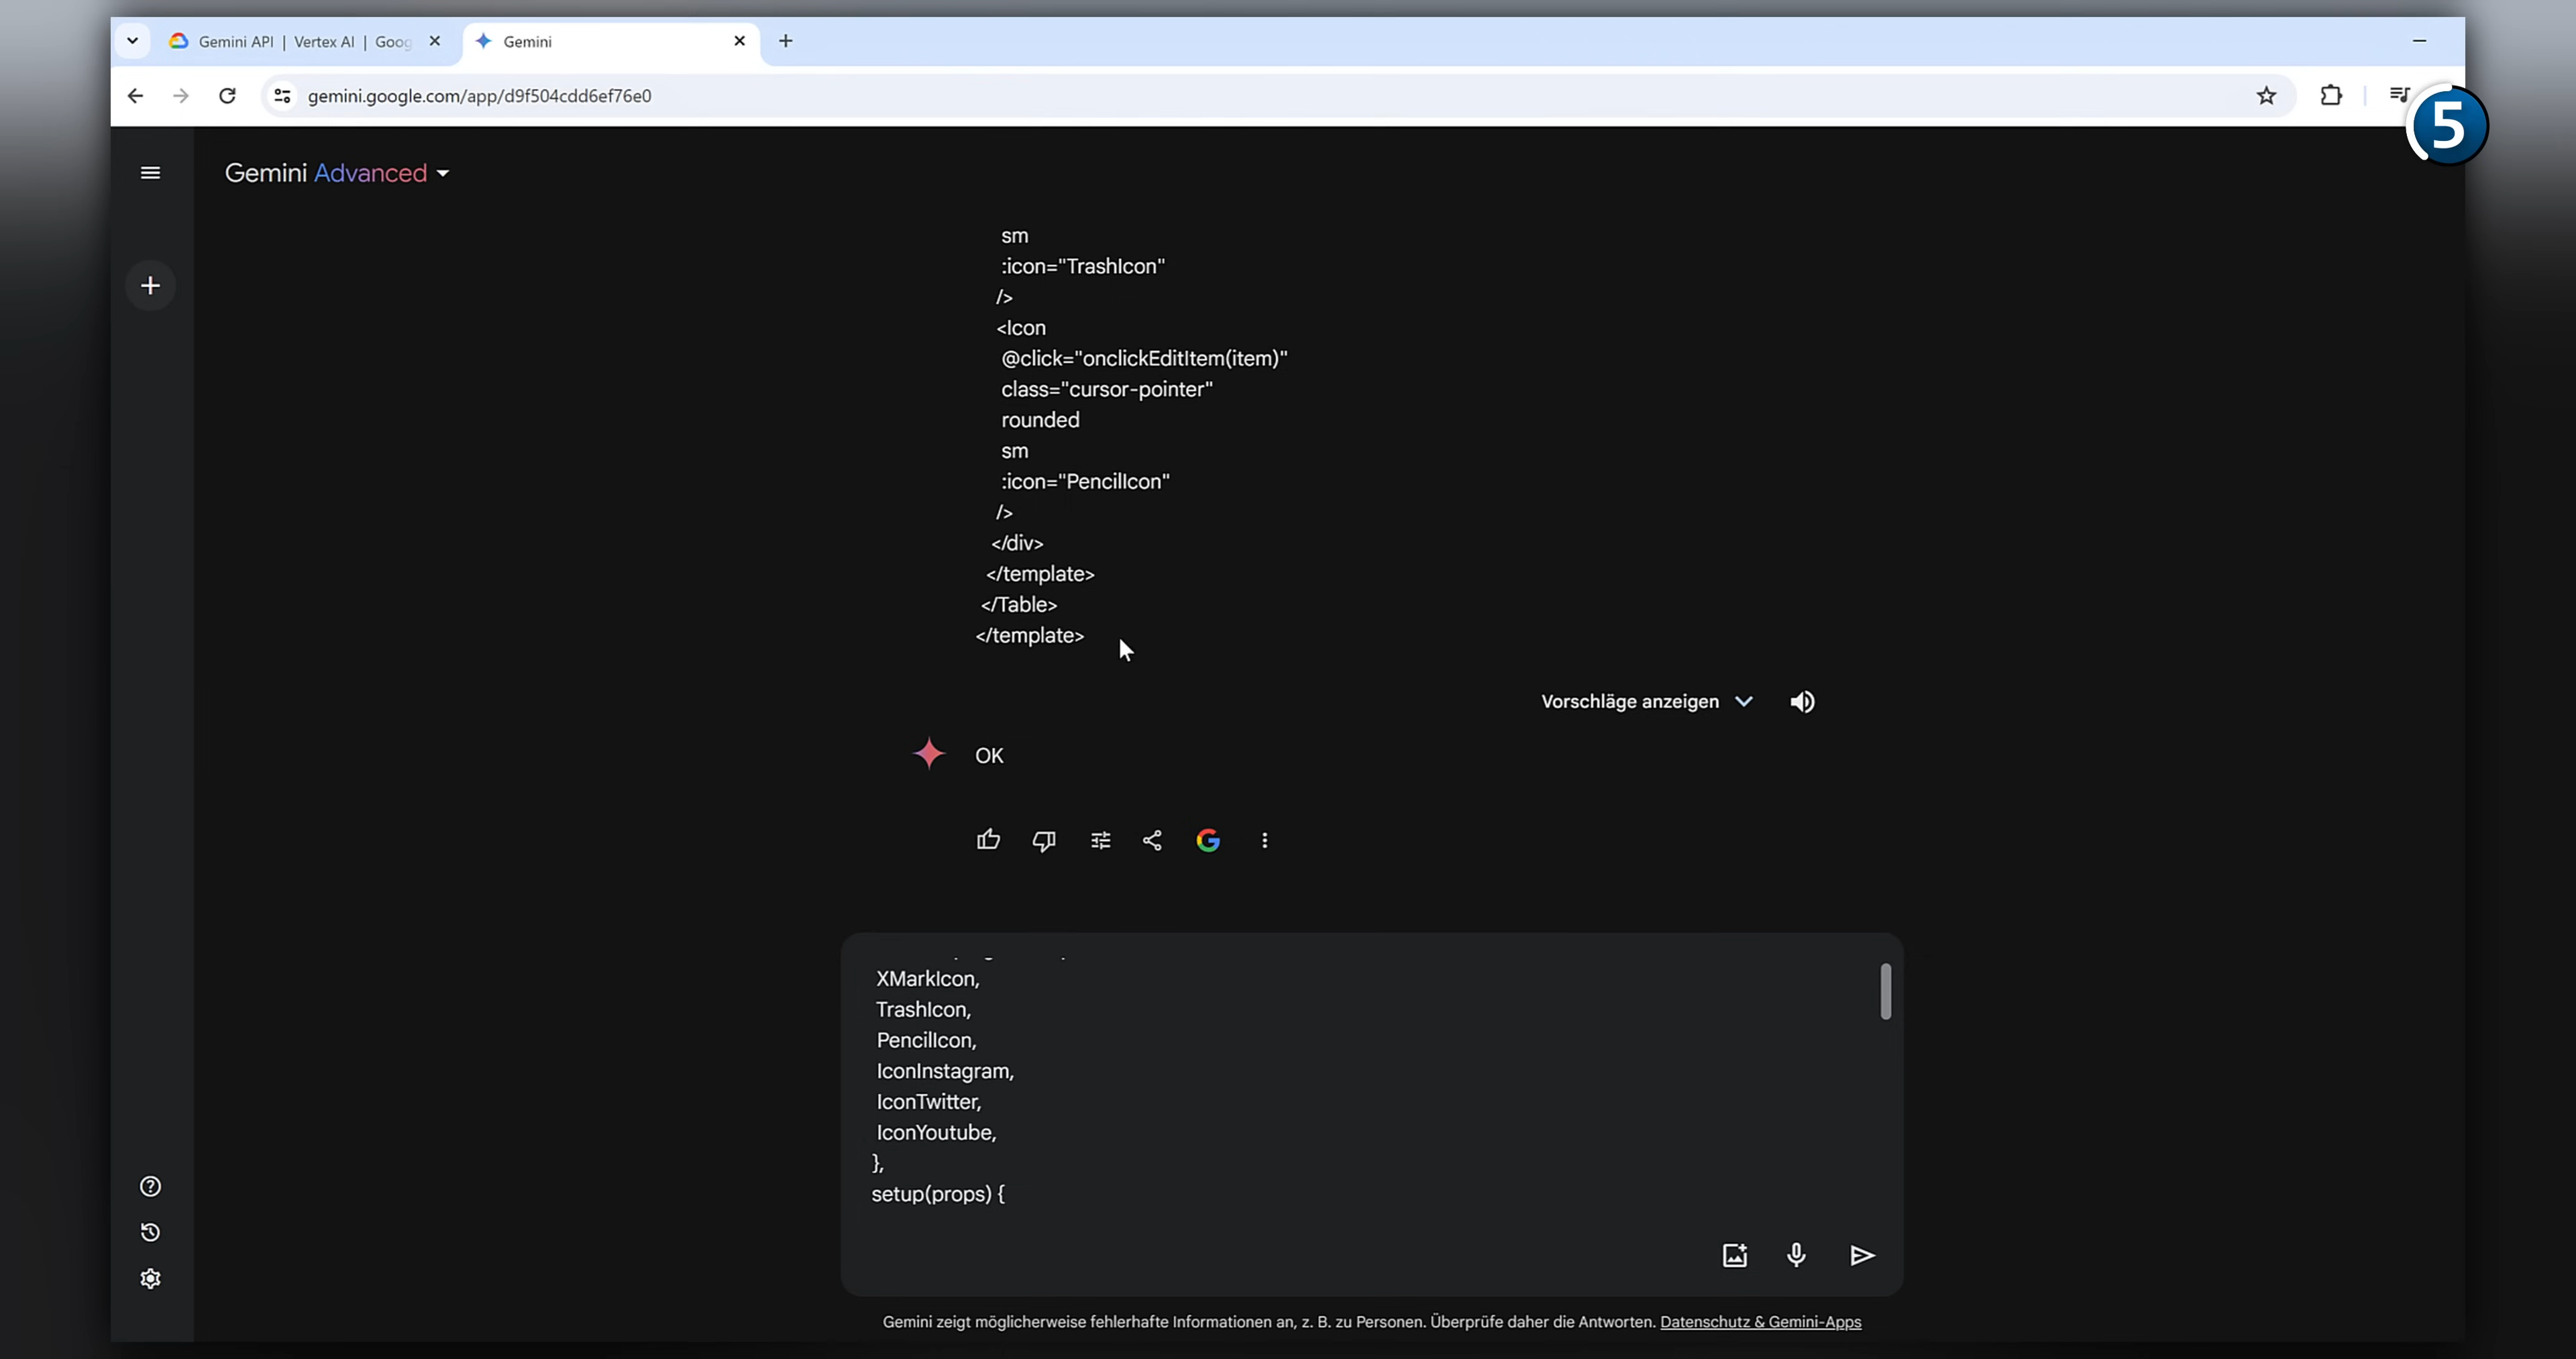 Gemini API | Vertex AI | Goog
Gemini
gemini.google.com/app/d9f504cdd6ef76e0
5
Gemini Advanced
sm
:icon="TrashIcon"
/>
<Icon
@click="onclickEditItem(item)"
class="cursor-pointer"
rounded
sm
:icon="PencilIcon"
/>
</div>
</template>
</Table>
</template>
Vorschläge anzeigen
OK
XMarkIcon,
TrashIcon,
PencilIcon,
IconInstagram,
IconTwitter,
IconYoutube,
},
setup(props) {
Gemini zeigt möglicherweise fehlerhafte Informationen an, z. B. zu Personen. Überprüfe daher die Antworten. Datenschutz & Gemini-Apps